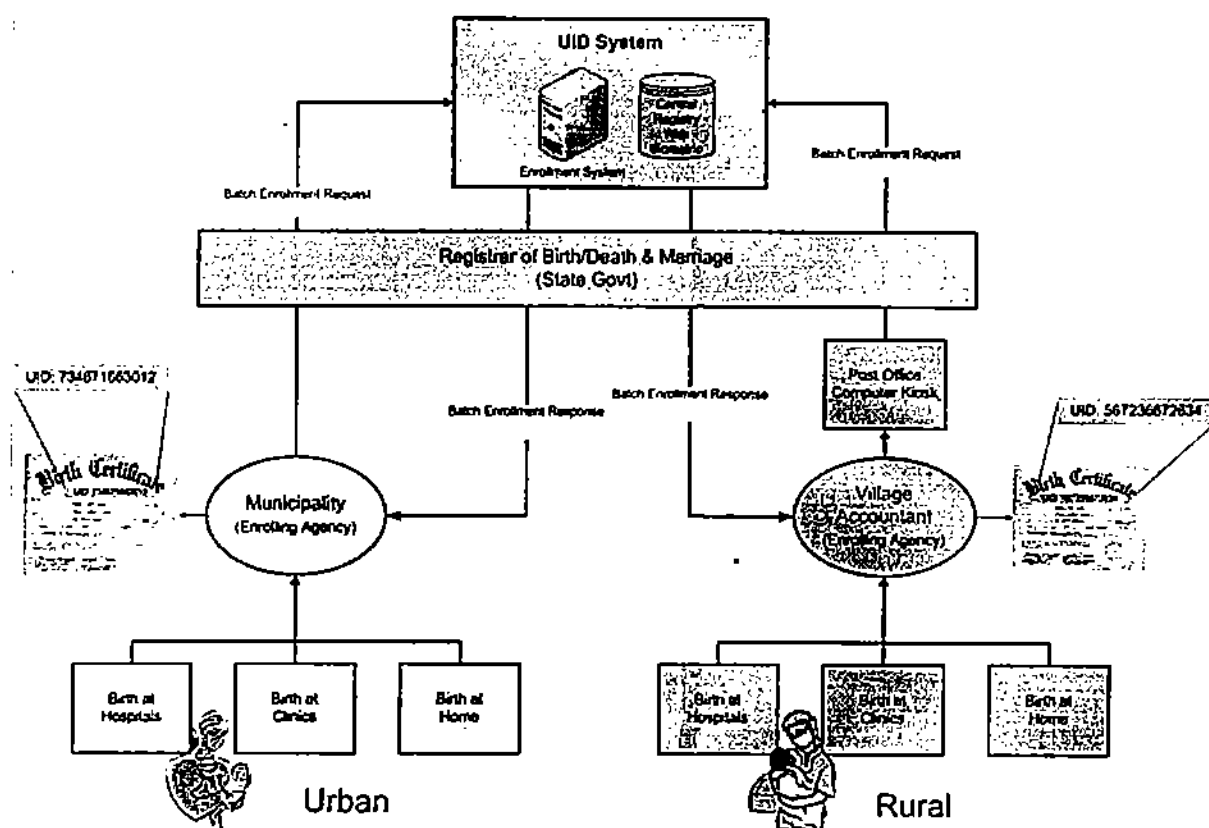 UID System
Central
Registry
Enrollment System
Batch Enrollment Request
Batch Enrollment Request
Registrar of Birth/Death & Marriage
(State Govt)
Post Office
Computer Kiosk
UID: 734671663012
Batch Enrollment Response
Batch Enrollment Response
UID: 567236672634
Birth Certificate
Municipality
(Enrolling Agency)
Village
Accountant
(Enrolling Agency)
Birth Certificate
Birth at
Hospitals
Birth at
Clinics
Birth at
Home
Birth at
Hospitals
Birth at
Clinics
Birth at
Home
Urban
Rural